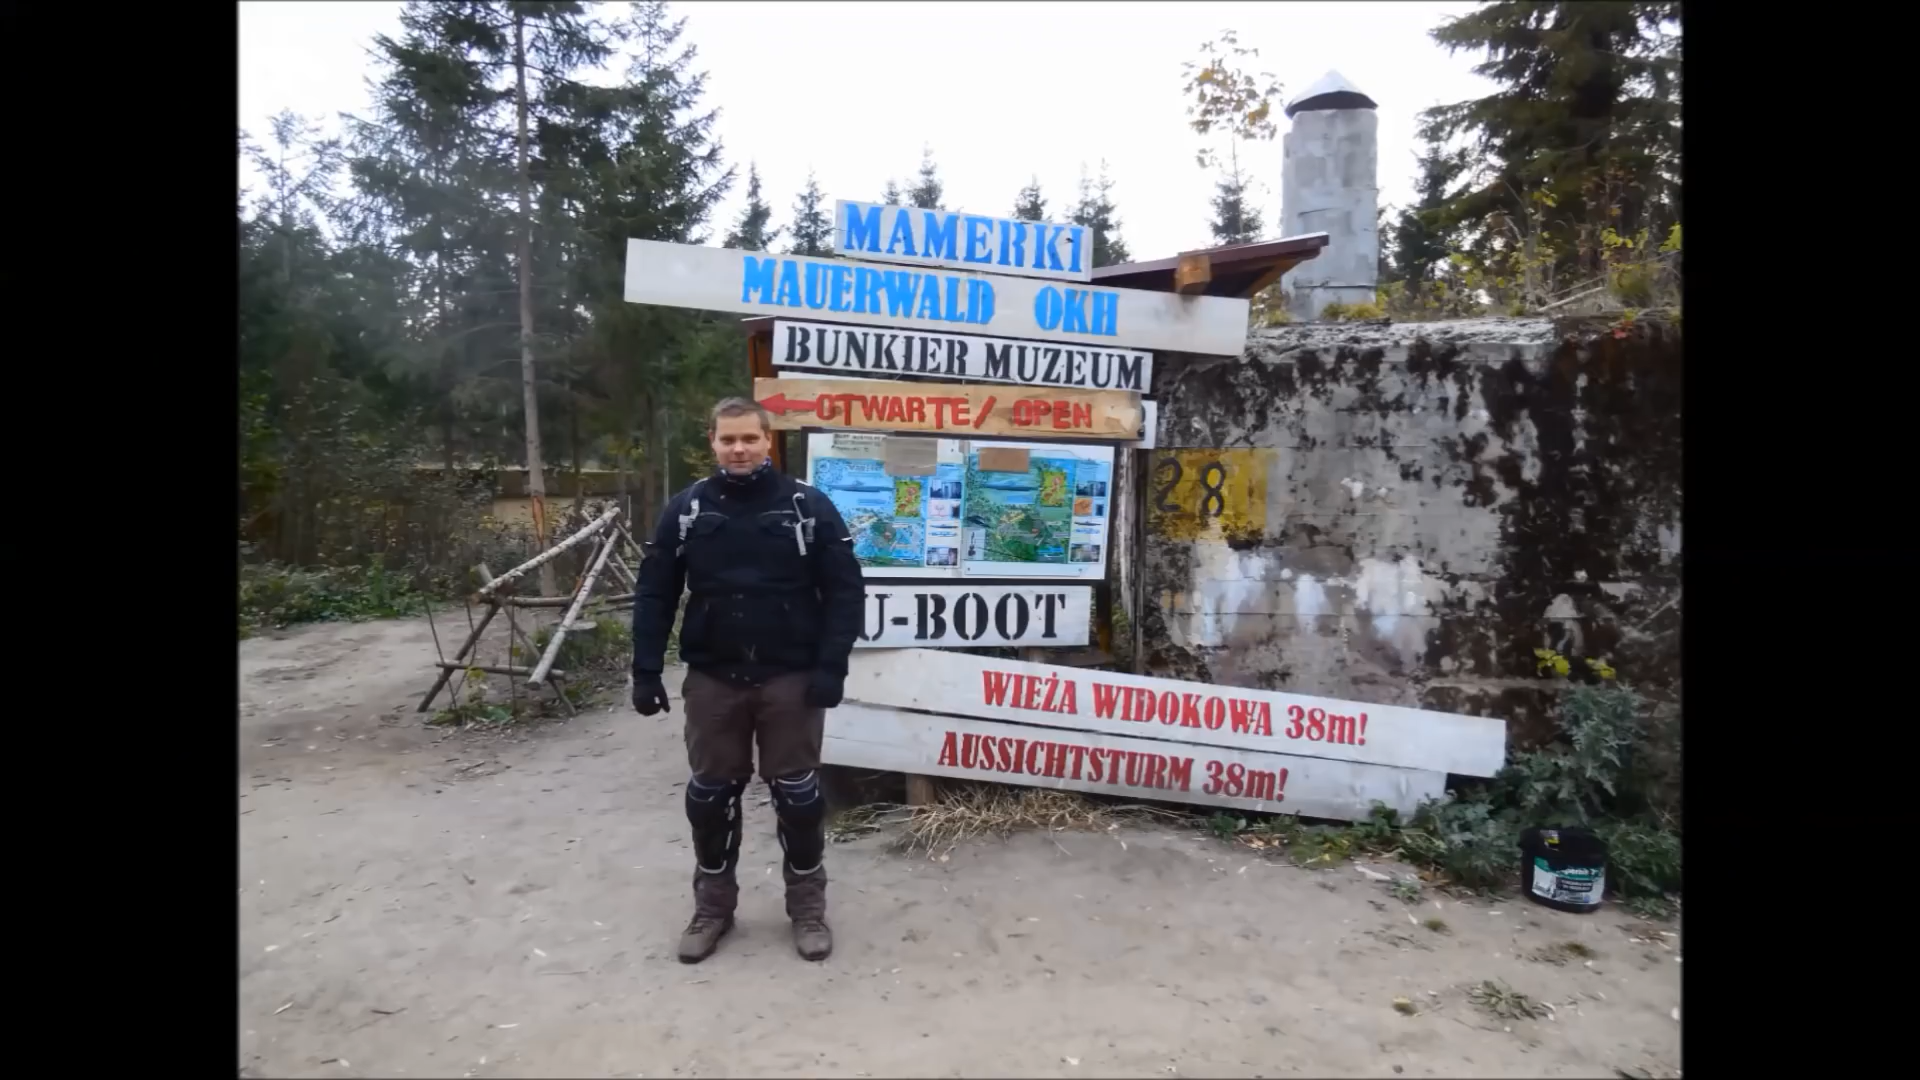 MAMERKI
MAUERWALD OKH
BUNKIER MUZEUM
OTWARTE/ OPEN
28
U-BOOT
WIEŻA WIDOKOWA 38m!
AUSSICHTSTURM 38m!